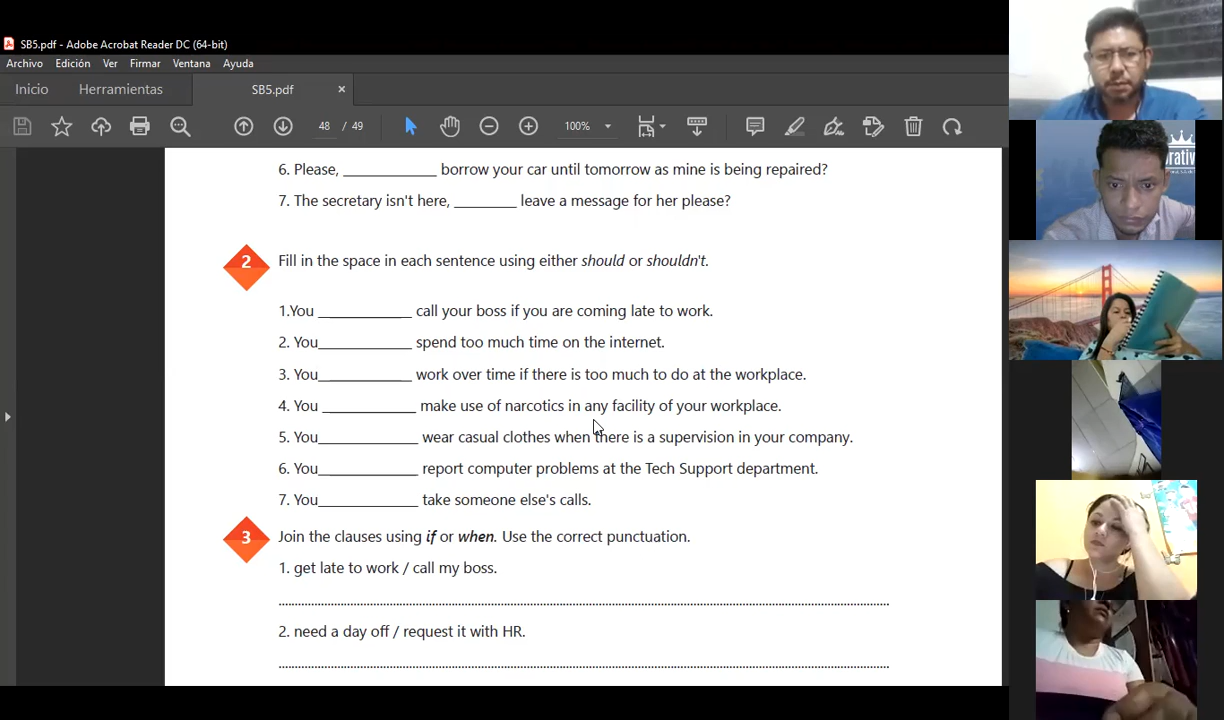 SB5.pdf - Adobe Acrobat Reader DC (64-bit)
Archivo Edición Ver Firmar Ventana Ayuda
Inicio Herramientas SB5.pdf ×
48 / 49 100%
6. Please, ____________ borrow your car until tomorrow as mine is being repaired?
7. The secretary isn't here, ________ leave a message for her please?
2 Fill in the space in each sentence using either should or shouldn't.
1.You ____________ call your boss if you are coming late to work.
2. You____________ spend too much time on the internet.
3. You____________ work over time if there is too much to do at the workplace.
4. You ____________ make use of narcotics in any facility of your workplace.
5. You_____________ wear casual clothes when there is a supervision in your company.
6. You_____________ report computer problems at the Tech Support department.
7. You_____________ take someone else's calls.
3 Join the clauses using if or when. Use the correct punctuation.
1. get late to work / call my boss.
2. need a day off / request it with HR.